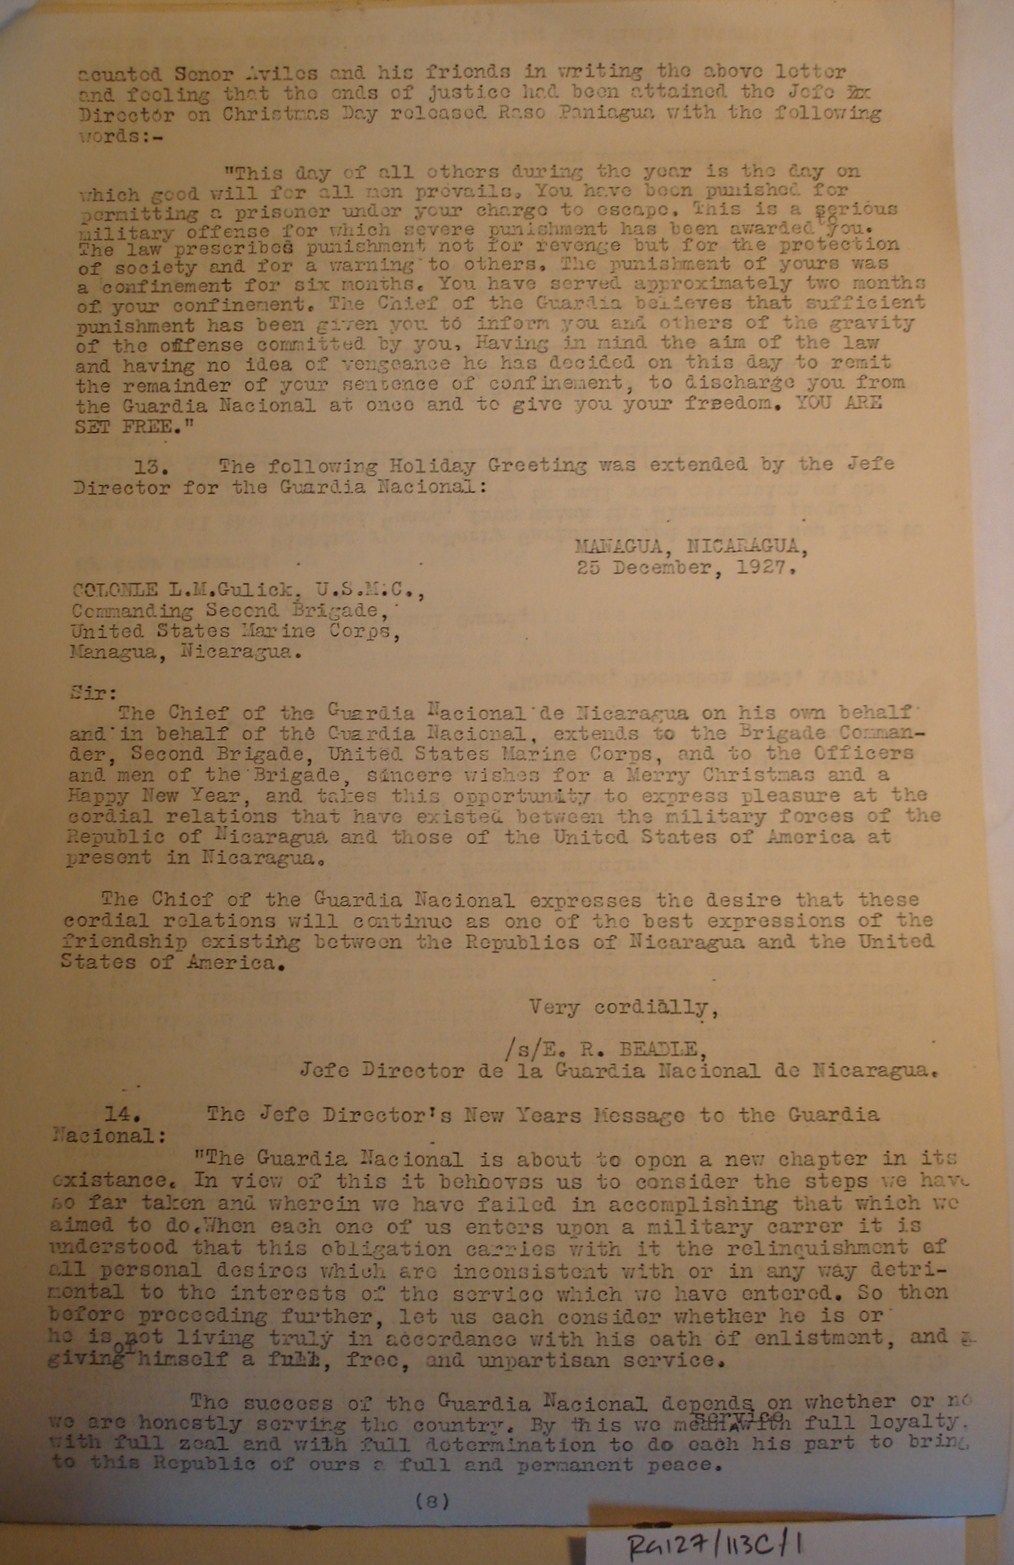 acuated Senor Aviles and his friends in writing the above letter
and feeling that the ends of justice had been attained the Jefe
Director on Christmas Day released Raso Paniagua with the following
words:-
"This day of all others during the year is the day on
which good will for all men prevails. You have been punished for
permitting a prisoner under your charge to escape. This is a serious
to
military offense for which severe punishment has been awarded you.
The law prescribes punishment not for revenge but for the protection
of society and for a warning to others. The punishment of yours was
a confinement for six months. You have served approximately two months
of your confinement. The Chief of the Guardia believes that sufficient
punishment has been given you to inform you and others of the gravity
of the offense committed by you. Having in mind the aim of the law
and having no idea of vengeance he has decided on this day to remit
the remainder of your sentence of confinement, to discharge you from
the Guardia Nacional at once and to give you your freedom. YOU ARE
SET FREE."
13. The following Holiday Greeting was extended by the Jefe
Director for the Guardia Nacional:
MANAGUA, NICARAGUA,
25 December, 1927.
COLONLE L.M.Gulick, U.S.M.C.,
Commanding Second Brigade,
United States Marine Corps,
Managua, Nicaragua.
Sir:
The Chief of the Guardia Nacional de Nicaragua on his own behalf
and in behalf of the Guardia Nacional, extends to the Brigade Comman-
der, Second Brigade, United States Marine Corps, and to the Officers
and men of the Brigade, sincere wishes for a Merry Christmas and a
Happy New Year, and takes this opportunity to express pleasure at the
cordial relations that have existed between the military forces of the
Republic of Nicaragua and those of the United States of America at
present in Nicaragua.
The Chief of the Guardia Nacional expresses the desire that these
cordial relations will continue as one of the best expressions of the
friendship existing between the Republics of Nicaragua and the United
States of America.
Very cordially,
/s/E. R. BEADLE,
Jefe Director de la Guardia Nacional de Nicaragua.
14. The Jefe Director's New Years Message to the Guardia
Nacional:
"The Guardia Nacional is about to open a new chapter in its
existance. In view of this it behooves us to consider the steps we have
so far taken and wherein we have failed in accomplishing that which we
aimed to do.When each one of us enters upon a military carrer it is
understood that this obligation carries with it the relinquishment of
all personal desires which are inconsistent with or in any way detri-
mental to the interests of the service which we have entered. So then
before proceeding further, let us each consider whether he is or
he is not living truly in accordance with his oath of enlistment, and
of
giving himself a full, free, and unpartisan service.
The success of the Guardia Nacional depends on whether or no
service
we are honestly serving the country. By this we mean with full loyalty,
with full zeal and with full determination to do each his part to bring
to this Republic of ours a full and permanent peace.
(8)
RG127/113C/1